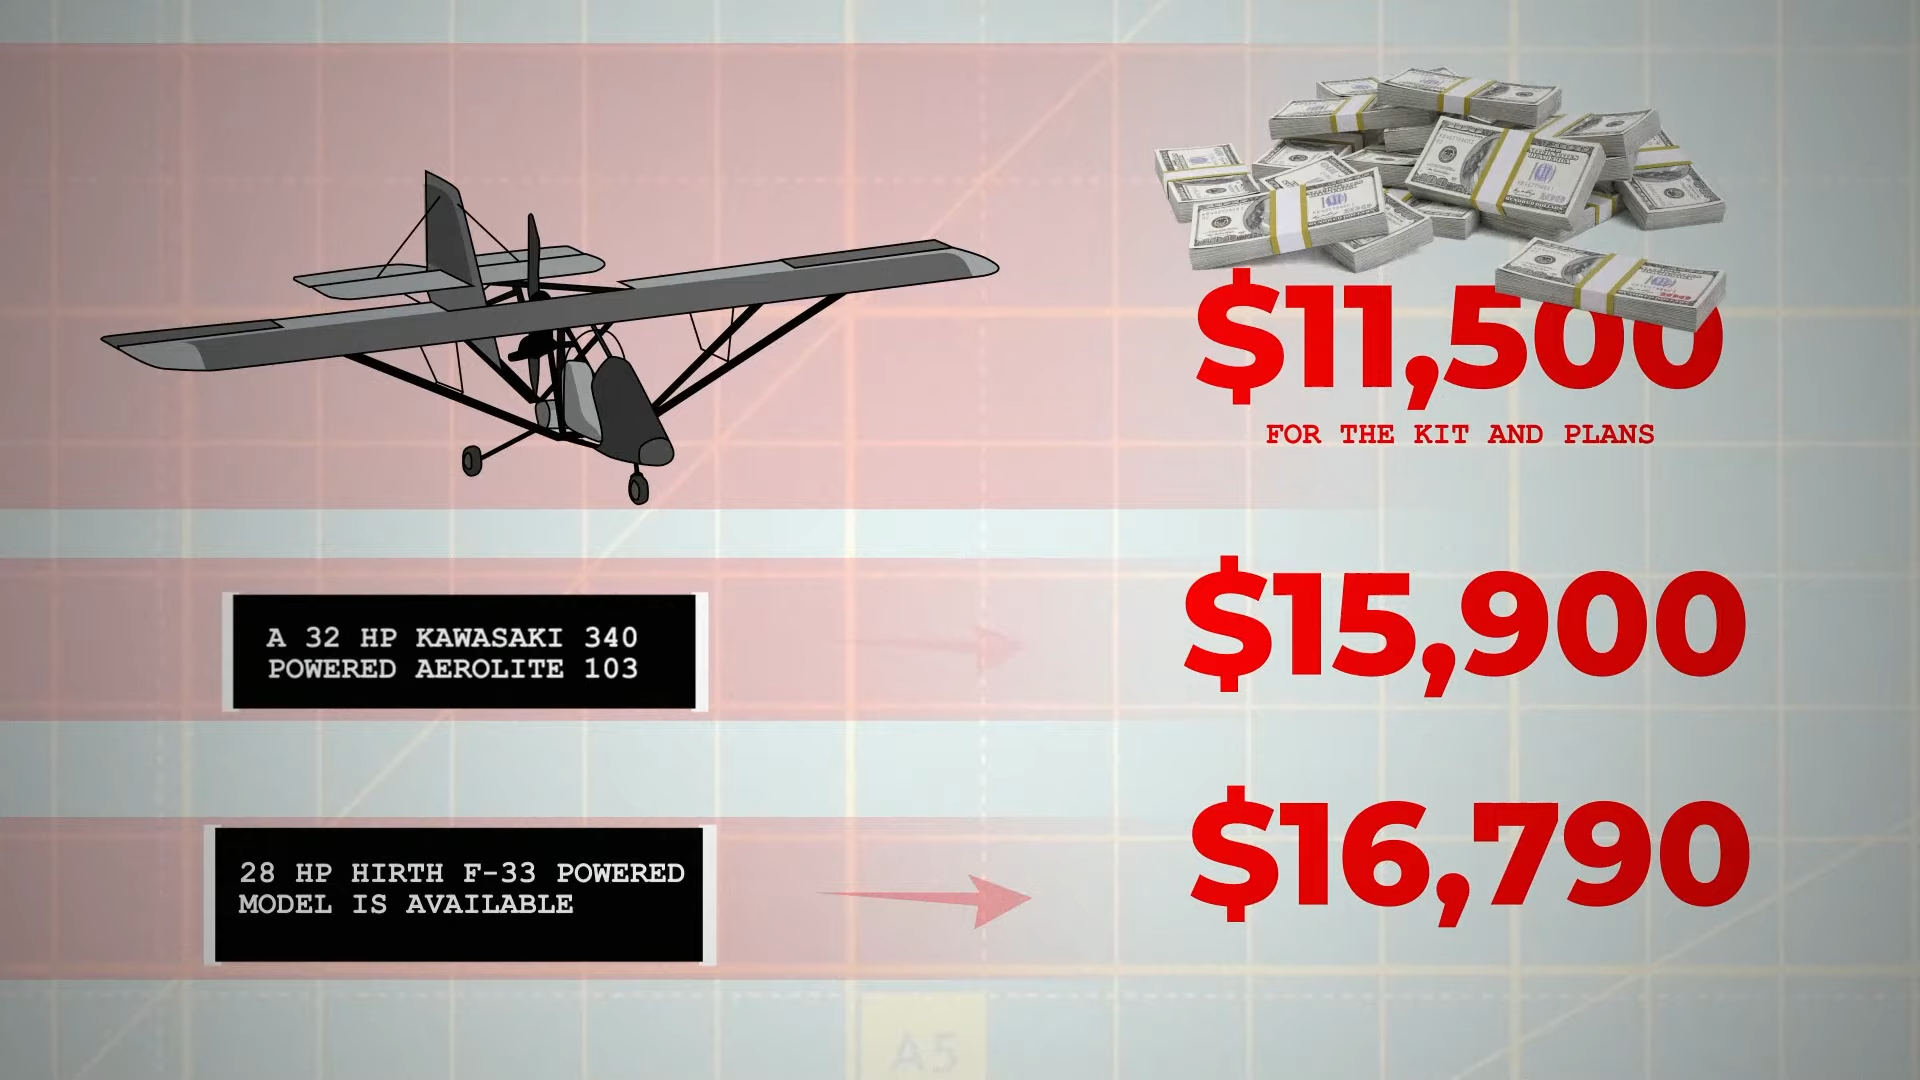 $11,500
FOR THE KIT AND PLANS
A 32 HP KAWASAKI 340
POWERED AEROLITE 103
$15,900
28 HP HIRTH F-33 POWERED
MODEL IS AVAILABLE
$16,790
A5